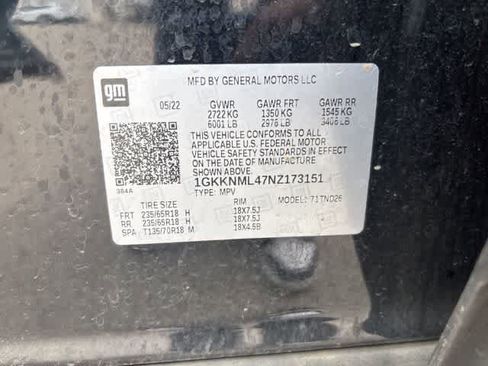 gm
MFD BY GENERAL MOTORS LLC
05/22 GVWR GAWR FRT GAWR RR
2722 KG 1350 KG 1545 KG
6001 LB 2976 LB 3406 LB
THIS VEHICLE CONFORMS TO ALL
APPLICABLE U.S. FEDERAL MOTOR
VEHICLE SAFETY STANDARDS IN EFFECT
ON THE DATE OF MANUFACTURE
SHOWN ABOVE.
1GKKNML47NZ173151
384A TYPE: MPV
TIRE SIZE RIM MODEL: 71TNO26
FRT 235/65R18 H 18X7.5J
RR 235/65R18 H 18X7.5J
SPA T135/70R18 M 18X4.5B